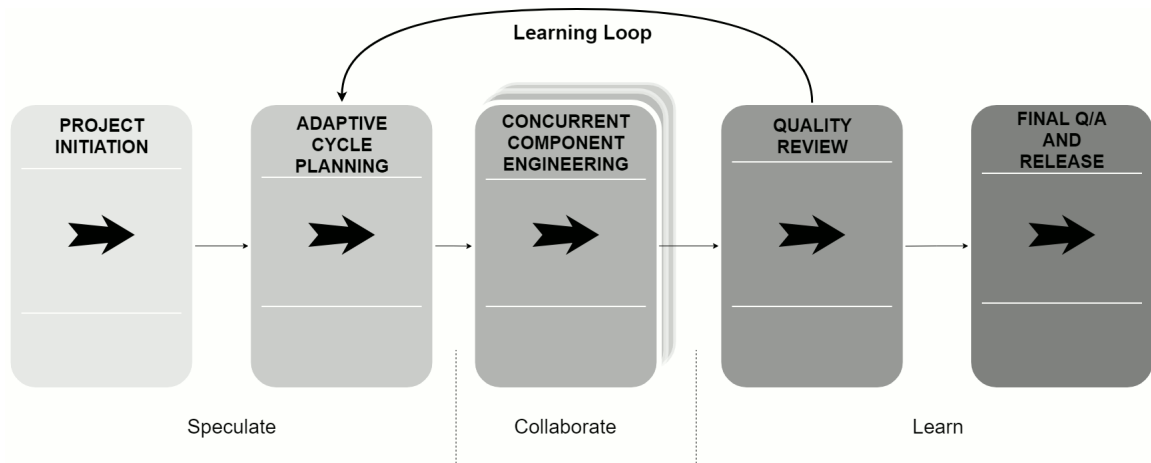 Learning Loop
PROJECT
INITIATION
ADAPTIVE
CYCLE
PLANNING
CONCURRENT
COMPONENT
ENGINEERING
QUALITY
REVIEW
FINAL Q/A
AND
RELEASE
Speculate
Collaborate
Learn